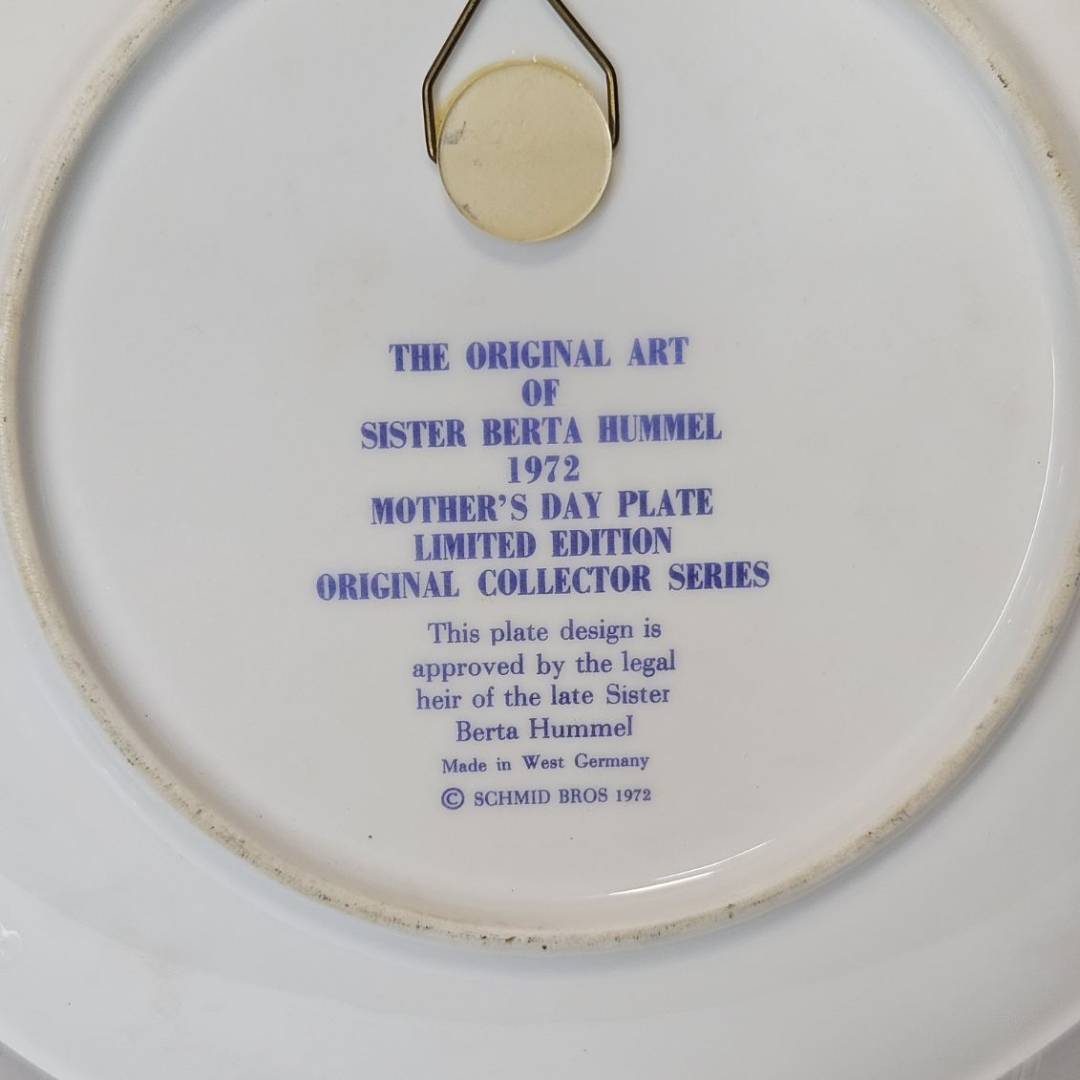 THE ORIGINAL ART
OF
SISTER BERTA HUMMEL
1972
MOTHER'S DAY PLATE
LIMITED EDITION
ORIGINAL COLLECTOR SERIES
This plate design is
approved by the legal
heir of the late Sister
Berta Hummel
Made in West Germany
© SCHMID BROS 1972